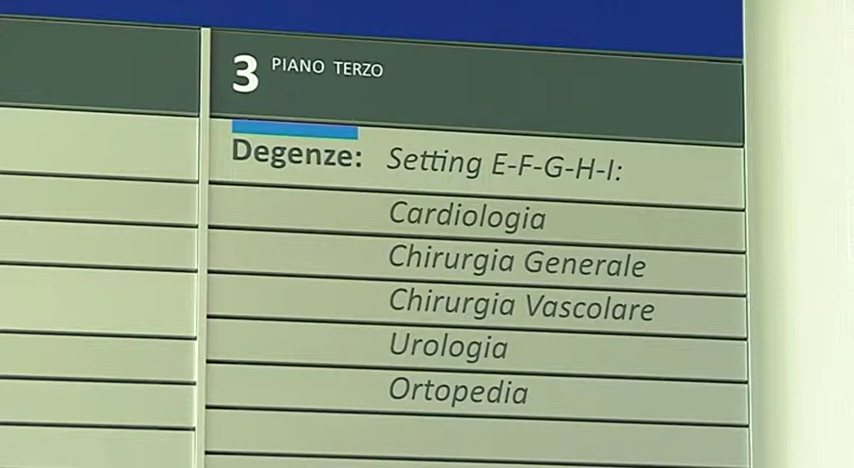 3 PIANO TERZO
Degenze: Setting E-F-G-H-I:
Cardiologia
Chirurgia Generale
Chirurgia Vascolare
Urologia
Ortopedia